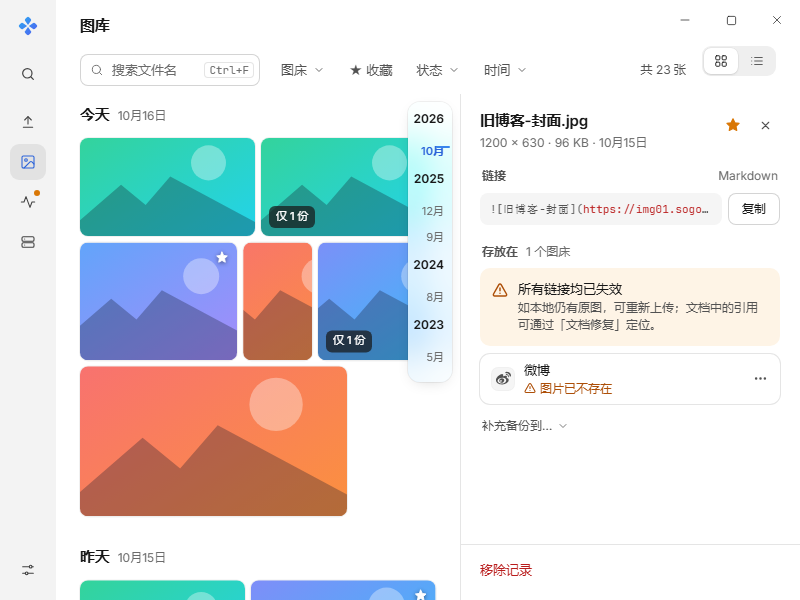 图库
搜索文件名 Ctrl+F
图床
★ 收藏
状态
时间
共 23 张
今天 10月16日
仅 1 份
仅 1 份
昨天 10月15日
2026
10月
2025
12月
9月
2024
8月
2023
5月
旧博客-封面.jpg
1200 × 630 · 96 KB · 10月15日
链接 Markdown
![旧博客-封面](https://img01.sogo… 复制
存放在 1 个图床
所有链接均已失效
如本地仍有原图，可重新上传；文档中的引用
可通过「文档修复」定位。
微博
图片已不存在
补充备份到…
移除记录